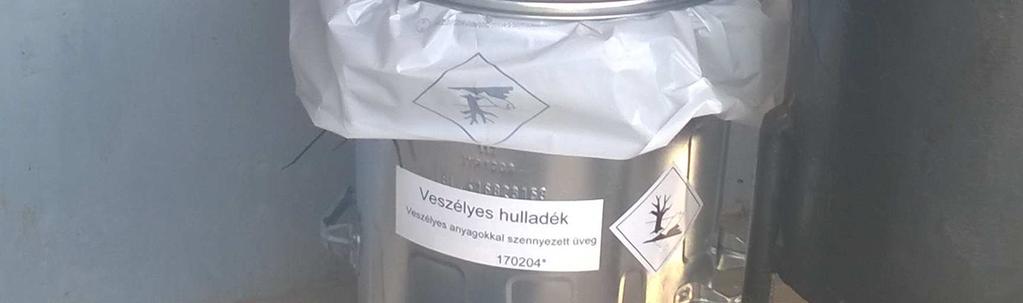 Veszélyes hulladék
Veszélyes anyagokkal szennyezett üveg
170204*